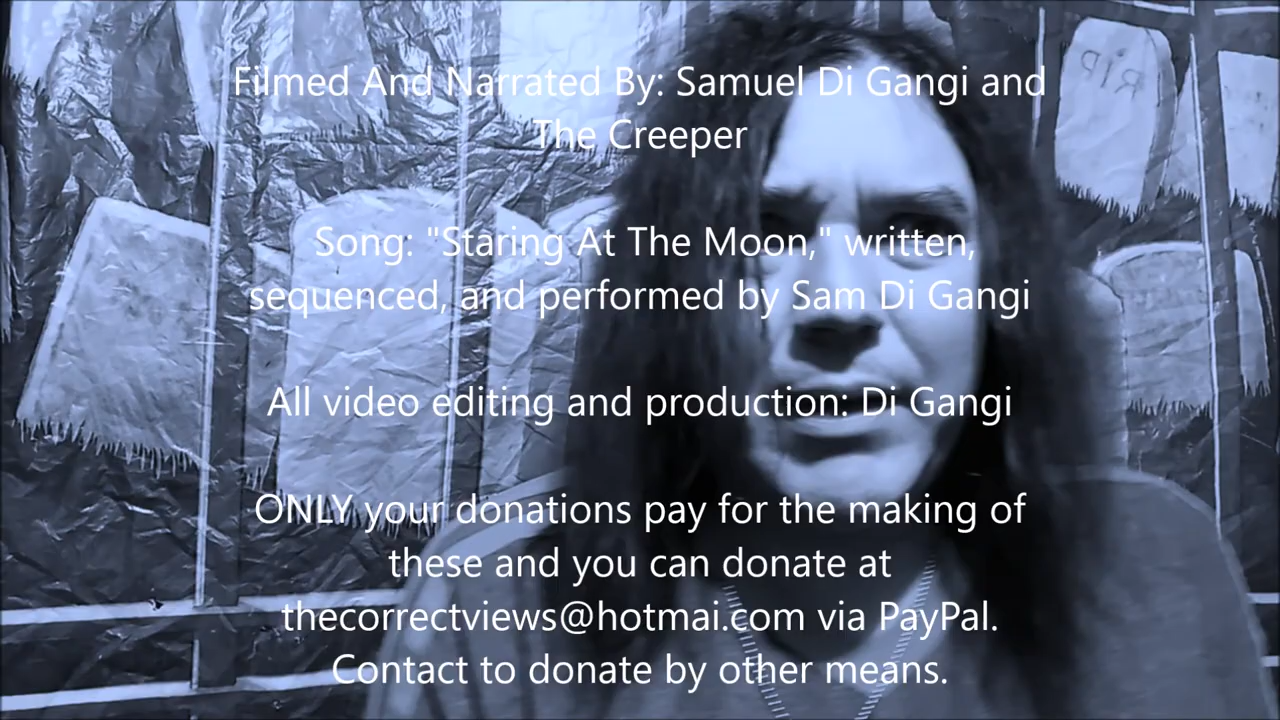 Filmed And Narrated By: Samuel Di Gangi and
The Creeper
Song: "Staring At The Moon," written,
sequenced, and performed by Sam Di Gangi
All video editing and production: Di Gangi
ONLY your donations pay for the making of
these and you can donate at
thecorrectviews@hotmai.com via PayPal.
Contact to donate by other means.
RIP